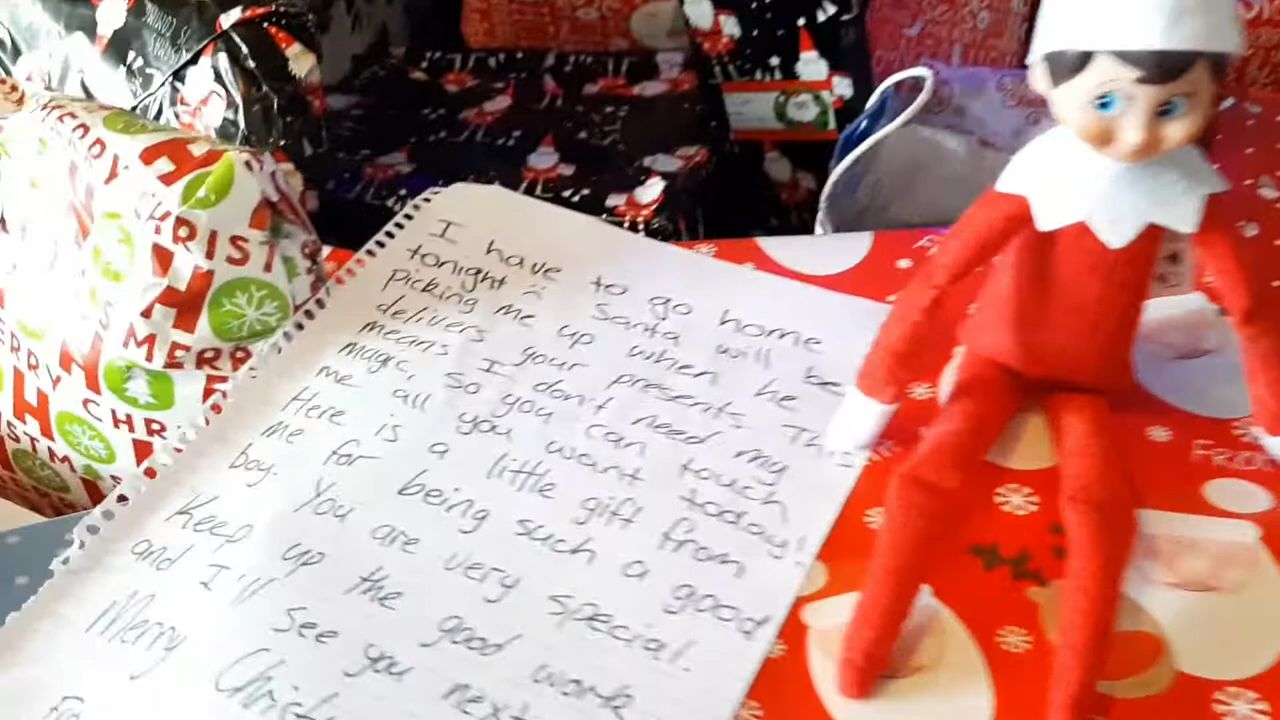 I have to go home
tonight :( Santa will be
picking me up when he
delivers your presents. This
means I don't need my
magic, so you can touch
me all you want today!
Here is a little gift from
me for being such a good
boy. You are very special.
Keep up the good work
and I'll see you next
Merry
MERRY
CHRIST
MERR
CHR